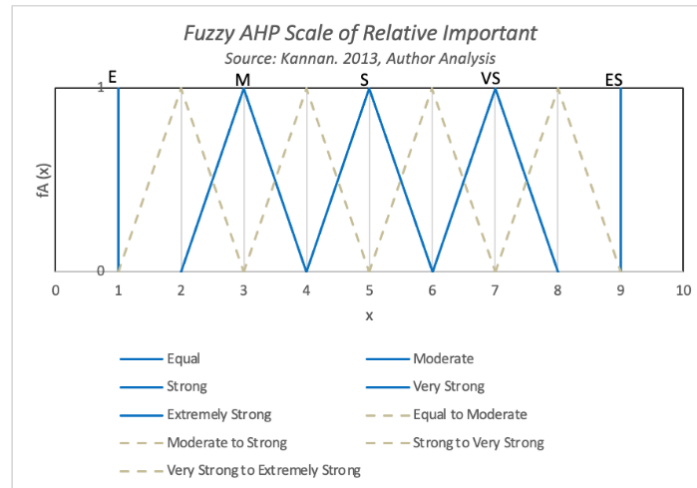 Fuzzy AHP Scale of Relative Important
Source: Kannan. 2013, Author Analysis
E M S VS ES
1
fA (x)
0
0 1 2 3 4 5 6 7 8 9 10
x
Equal Moderate
Strong Very Strong
Extremely Strong Equal to Moderate
Moderate to Strong Strong to Very Strong
Very Strong to Extremely Strong